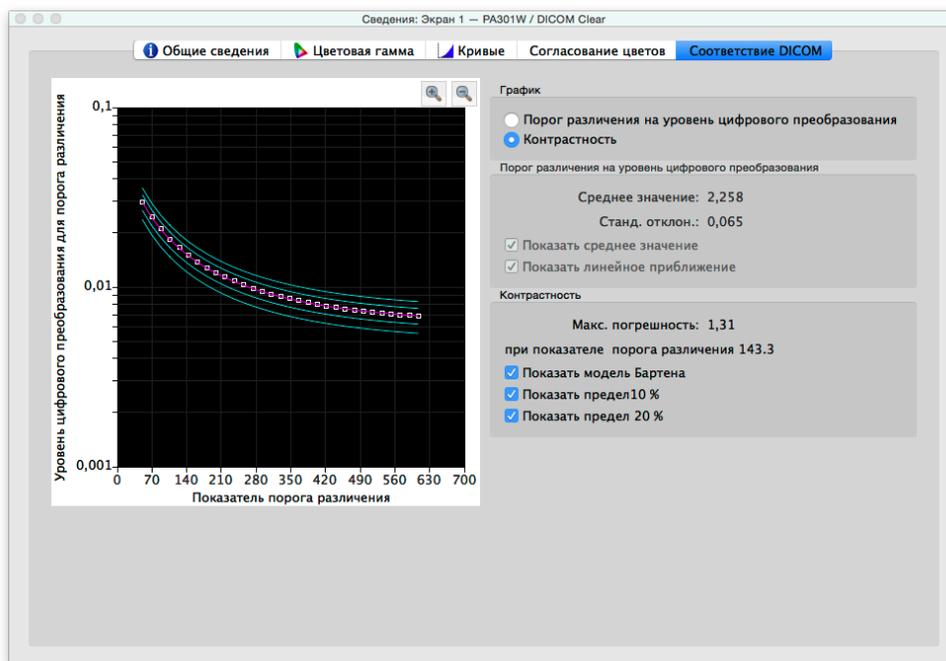 Сведения: Экран 1 — PA301W / DICOM Clear
Общие сведения
Цветовая гамма
Кривые
Согласование цветов
Соответствие DICOM
Уровень цифрового преобразования для порога различения
0,1
0,01
0,001
0 70 140 210 280 350 420 490 560 630 700
Показатель порога различения
График
Порог различения на уровень цифрового преобразования
Контрастность
Порог различения на уровень цифрового преобразования
Среднее значение: 2,258
Станд. отклон.: 0,065
Показать среднее значение
Показать линейное приближение
Контрастность
Макс. погрешность: 1,31
при показателе порога различения 143.3
Показать модель Бартена
Показать предел10 %
Показать предел 20 %